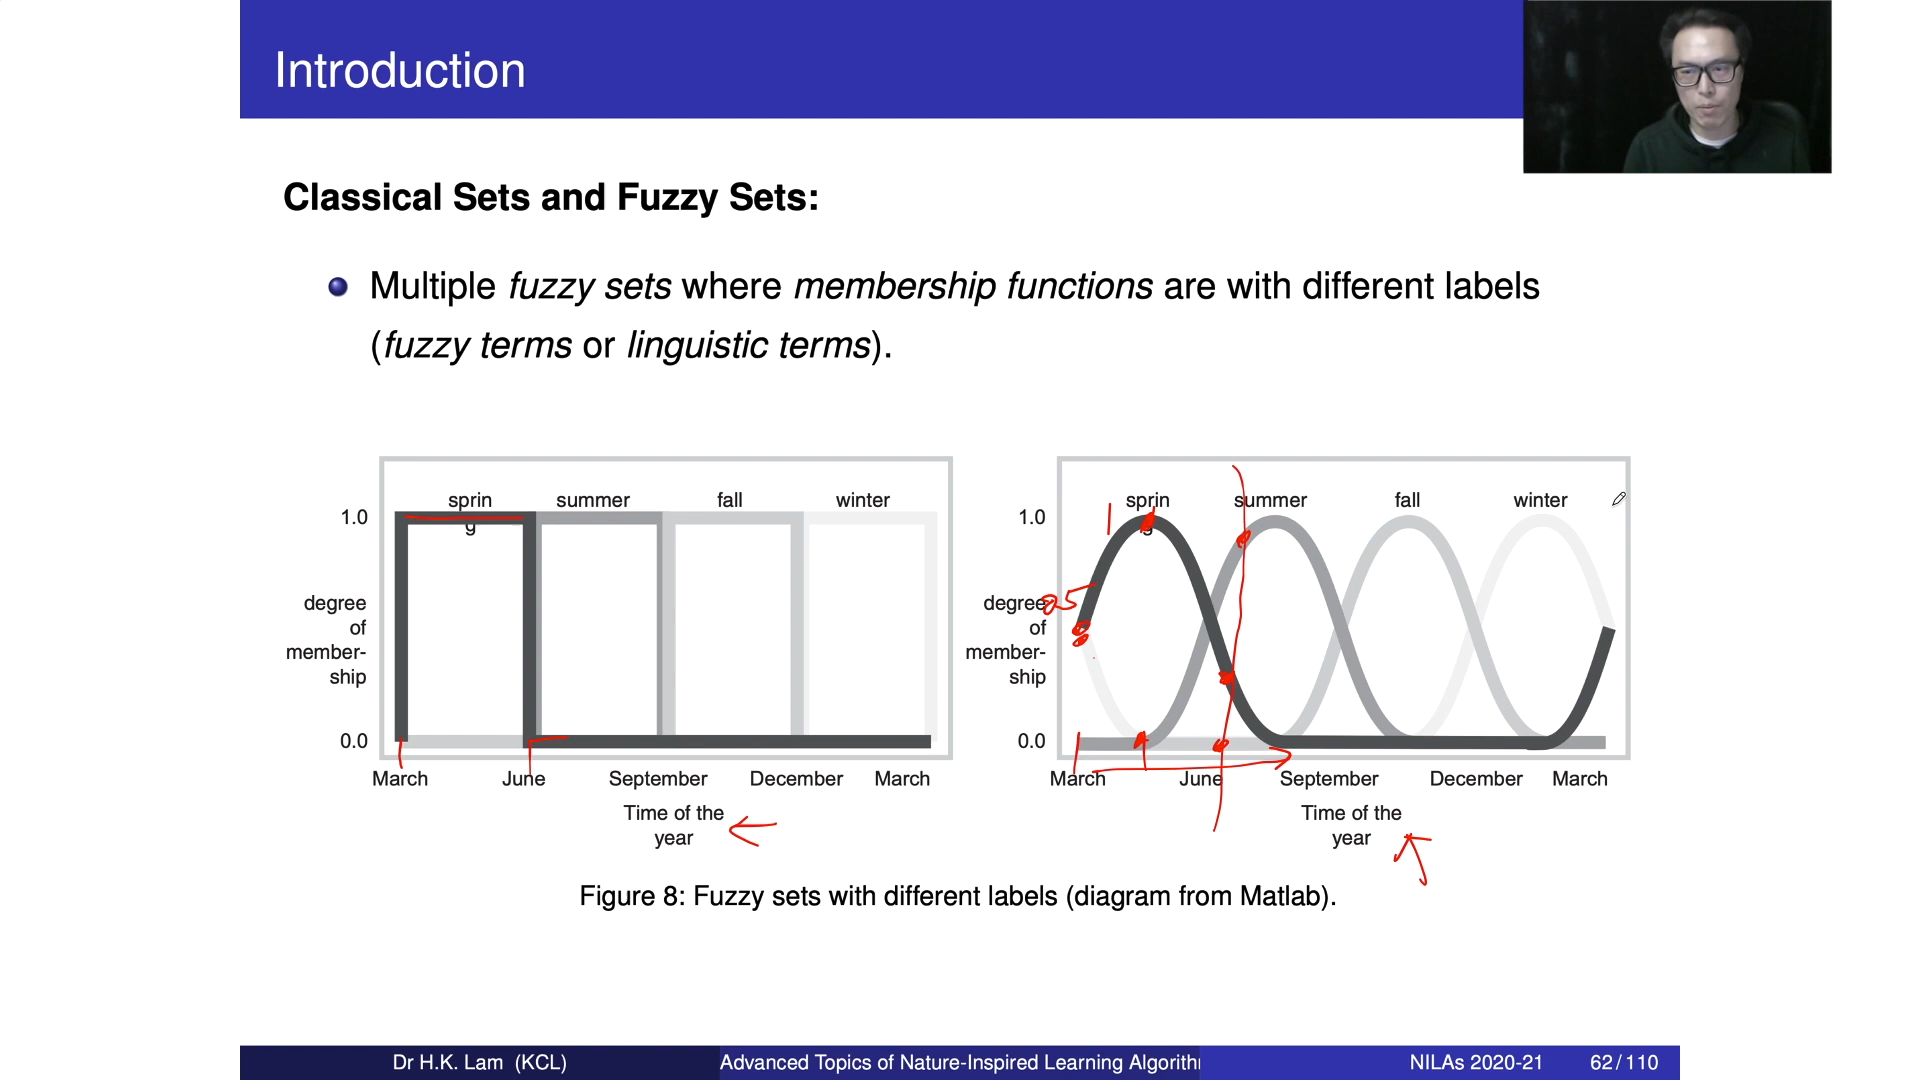 Introduction
Classical Sets and Fuzzy Sets:
Multiple fuzzy sets where membership functions are with different labels
(fuzzy terms or linguistic terms).
sprin
g
summer
fall
winter
1.0
degree
of
member-
ship
0.0
March
June
September
December
March
Time of the
year
sprin
g
summer
fall
winter
1.0
degree
of
member-
ship
0.0
March
June
September
December
March
Time of the
year
Figure 8: Fuzzy sets with different labels (diagram from Matlab).
Dr H.K. Lam (KCL)
Advanced Topics of Nature-Inspired Learning Algorith
NILAs 2020-21
62/110